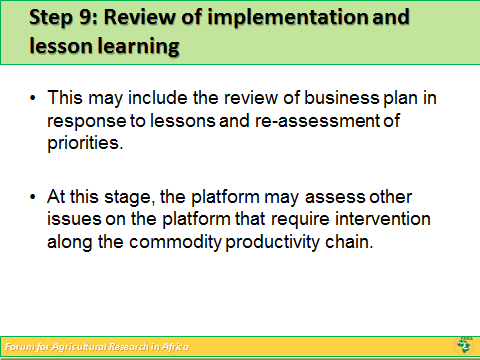 Step 9: Review of implementation and
lesson learning
• This may include the review of business plan in
response to lessons and re-assessment of
priorities.
• At this stage, the platform may assess other
issues on the platform that require intervention
along the commodity productivity chain.
Forum for Agricultural Research in Africa
FARA